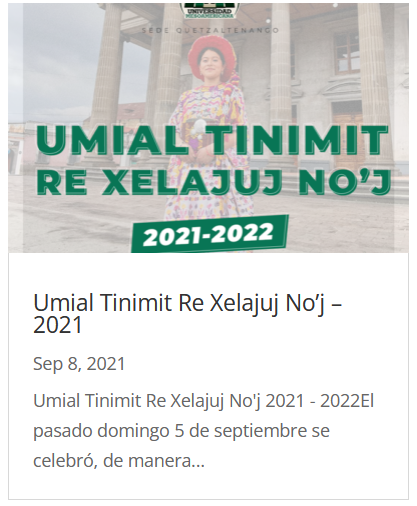 UNIVERSIDAD
MESOAMERICANA
SEDE QUETZALTENANGO
UMIAL TINIMIT
RE XELAJUJ NO'J
2021-2022
Umial Tinimit Re Xelajuj No’j –
2021
Sep 8, 2021
Umial Tinimit Re Xelajuj No'j 2021 - 2022El
pasado domingo 5 de septiembre se
celebró, de manera...